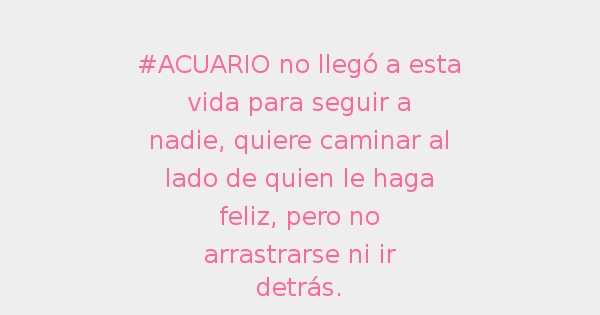 #ACUARIO no llegó a esta
vida para seguir a
nadie, quiere caminar al
lado de quien le haga
feliz, pero no
arrastrarse ni ir
detrás.